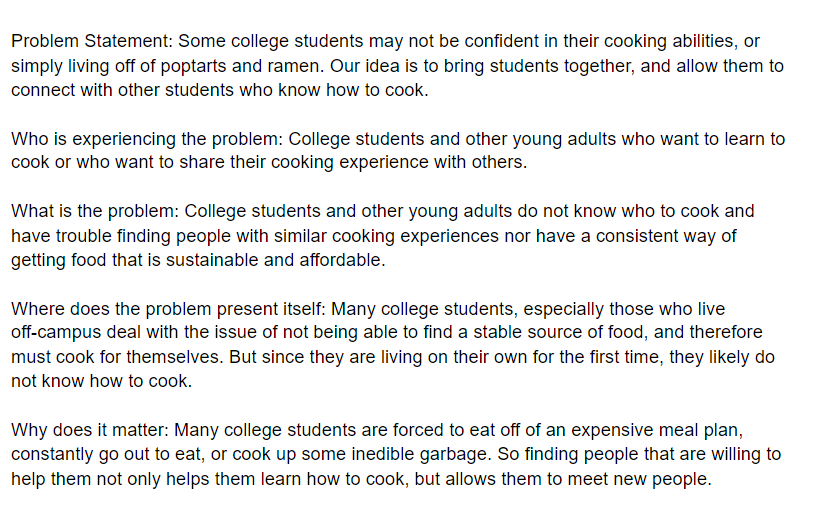 Problem Statement: Some college students may not be confident in their cooking abilities, or
simply living off of poptarts and ramen. Our idea is to bring students together, and allow them to
connect with other students who know how to cook.
Who is experiencing the problem: College students and other young adults who want to learn to
cook or who want to share their cooking experience with others.
What is the problem: College students and other young adults do not know who to cook and
have trouble finding people with similar cooking experiences nor have a consistent way of
getting food that is sustainable and affordable.
Where does the problem present itself: Many college students, especially those who live
off-campus deal with the issue of not being able to find a stable source of food, and therefore
must cook for themselves. But since they are living on their own for the first time, they likely do
not know how to cook.
Why does it matter: Many college students are forced to eat off of an expensive meal plan,
constantly go out to eat, or cook up some inedible garbage. So finding people that are willing to
help them not only helps them learn how to cook, but allows them to meet new people.